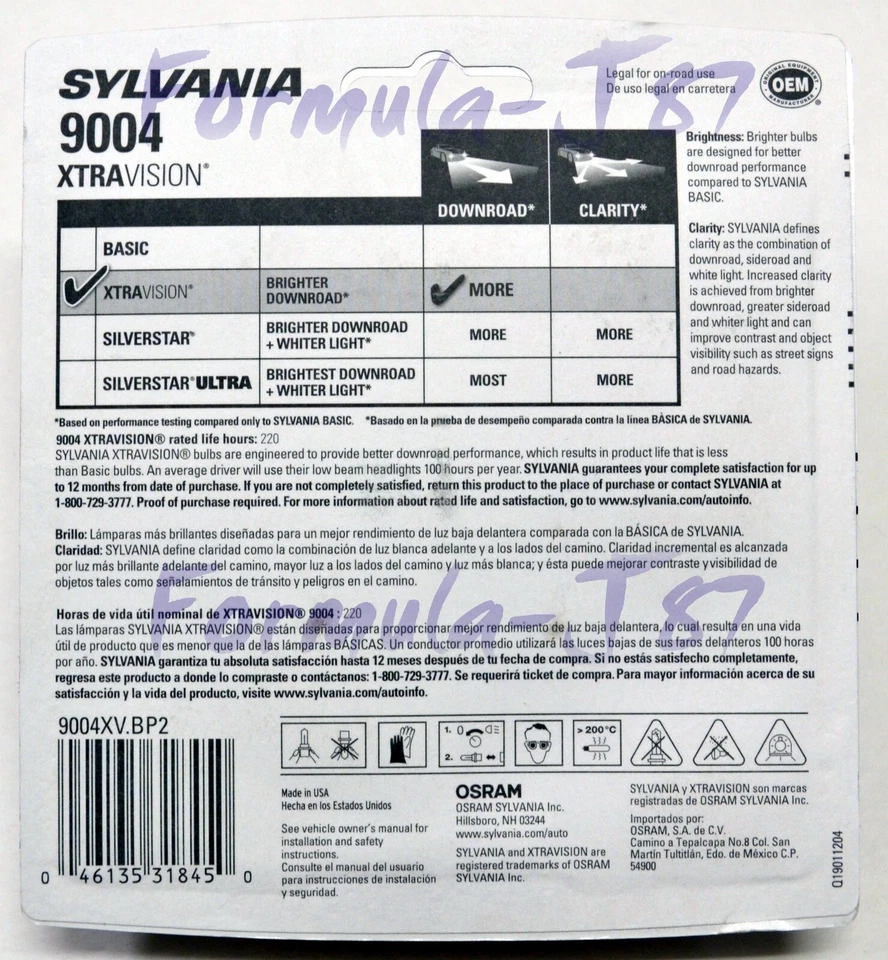 SYLVANIA
9004
XTRAVISION®
Formula-J87
Legal for on-road use
De uso legal en carretera
ORIGINAL EQUIPMENT
OEM
MANUFACTURER
DOWNROAD* CLARITY*
BASIC
XTRAVISION® BRIGHTER DOWNROAD* MORE
SILVERSTAR® BRIGHTER DOWNROAD + WHITER LIGHT* MORE MORE
SILVERSTAR® ULTRA BRIGHTEST DOWNROAD + WHITER LIGHT* MOST MORE
Brightness: Brighter bulbs
are designed for better
downroad performance
compared to SYLVANIA
BASIC.
Clarity: SYLVANIA defines
clarity as the combination of
downroad, sideroad and
white light. Increased clarity
is achieved from brighter
downroad, greater sideroad
and whiter light and can
improve contrast and object
visibility such as street signs
and road hazards.
*Based on performance testing compared only to SYLVANIA BASIC. *Basado en la prueba de desempeño comparada contra la línea BÁSICA de SYLVANIA.
9004 XTRAVISION® rated life hours: 220
SYLVANIA XTRAVISION® bulbs are engineered to provide better downroad performance, which results in product life that is less
than Basic bulbs. An average driver will use their low beam headlights 100 hours per year. SYLVANIA guarantees your complete satisfaction for up
to 12 months from date of purchase. If you are not completely satisfied, return this product to the place of purchase or contact SYLVANIA at
1-800-729-3777. Proof of purchase required. For more information about rated life and satisfaction, go to www.sylvania.com/autoinfo.
Brillo: Lámparas más brillantes diseñadas para un mejor rendimiento de luz baja delantera comparada con la BÁSICA de SYLVANIA.
Claridad: SYLVANIA define claridad como la combinación de luz blanca adelante y a los lados del camino. Claridad incremental es alcanzada
por luz más brillante adelante del camino, mayor luz a los lados del camino y luz más blanca; y ésta puede mejorar contraste yvisibilidad de
objetos tales como señalamientos de tránsito y peligros en el camino.
Formula-J87
Horas de vida útil nominal de XTRAVISION® 9004 : 220
Las lámparas SYLVANIA XTRAVISION® están diseñadas para proporcionar mejor rendimiento de luz baja delantera, lo cual resulta en una vida
útil de producto que es menor que la de las lámparas BÁSICAS. Un conductor promedio utilizará las luces bajas de sus faros delanteros 100 horas
por año. SYLVANIA garantiza tu absoluta satisfacción hasta 12 meses después de tu fecha de compra. Si no estás satisfecho completamente,
regresa este producto a donde lo compraste o contáctanos: 1-800-729-3777. Se requerirá ticket de compra. Para mayor información acerca de su
satisfacción y la vida del producto, visite www.sylvania.com/autoinfo.
9004XV.BP2
0 46135 31845 0
1. 0
2.
> 200°C
Made in USA
Hecha en los Estados Unidos
See vehicle owner's manual for
installation and safety
instructions.
Consulte el manual del usuario
para instrucciones de instalación
y seguridad.
OSRAM
OSRAM SYLVANIA Inc.
Hillsboro, NH 03244
www.sylvania.com/auto
SYLVANIA and XTRAVISION are
registered trademarks of OSRAM
SYLVANIA Inc.
SYLVANIA y XTRAVISION son marcas
registradas de OSRAM SYLVANIA Inc.
Importados por:
OSRAM, S.A. de C.V.
Camino a Tepalcapa No.8 Col. San
Martín Tultitlán, Edo. de México C.P.
54900
Q19011204